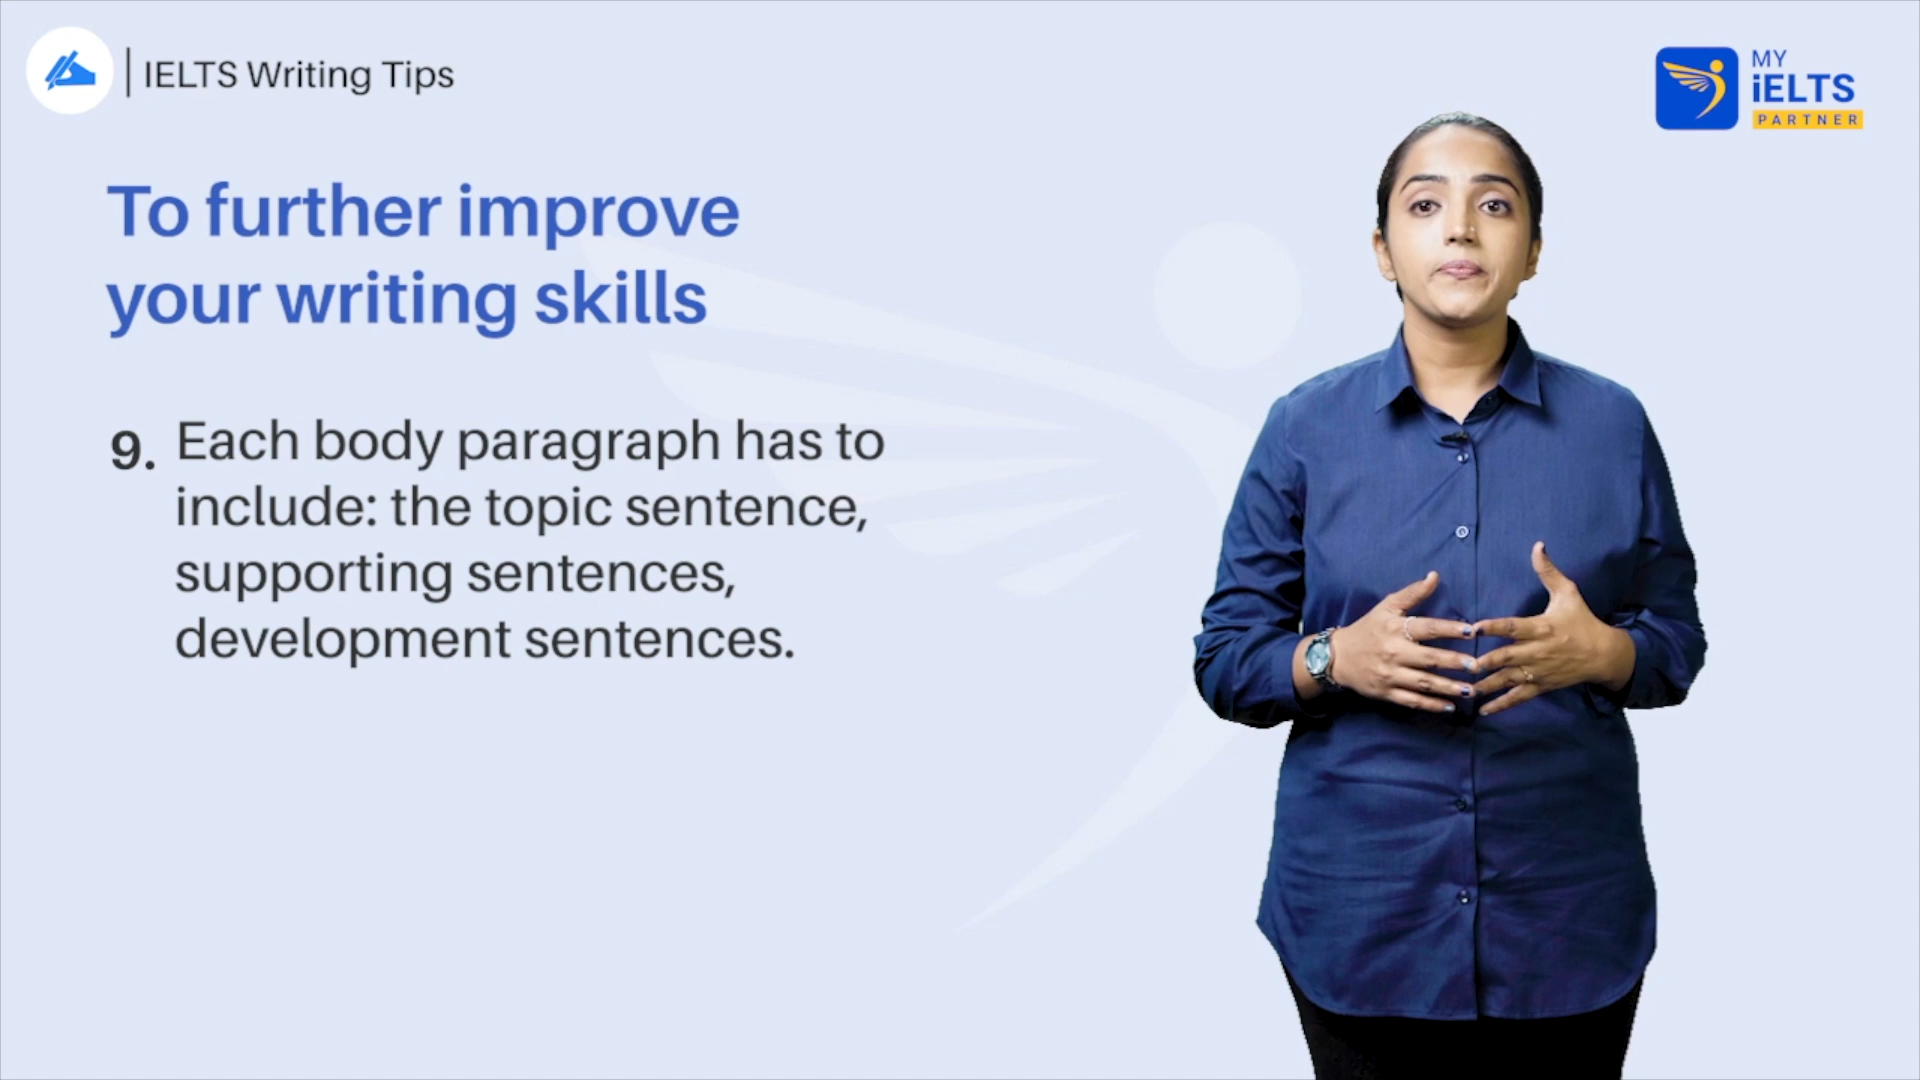 IELTS Writing Tips
MY
iELTS
PARTNER
To further improve
your writing skills
9. Each body paragraph has to
include: the topic sentence,
supporting sentences,
development sentences.